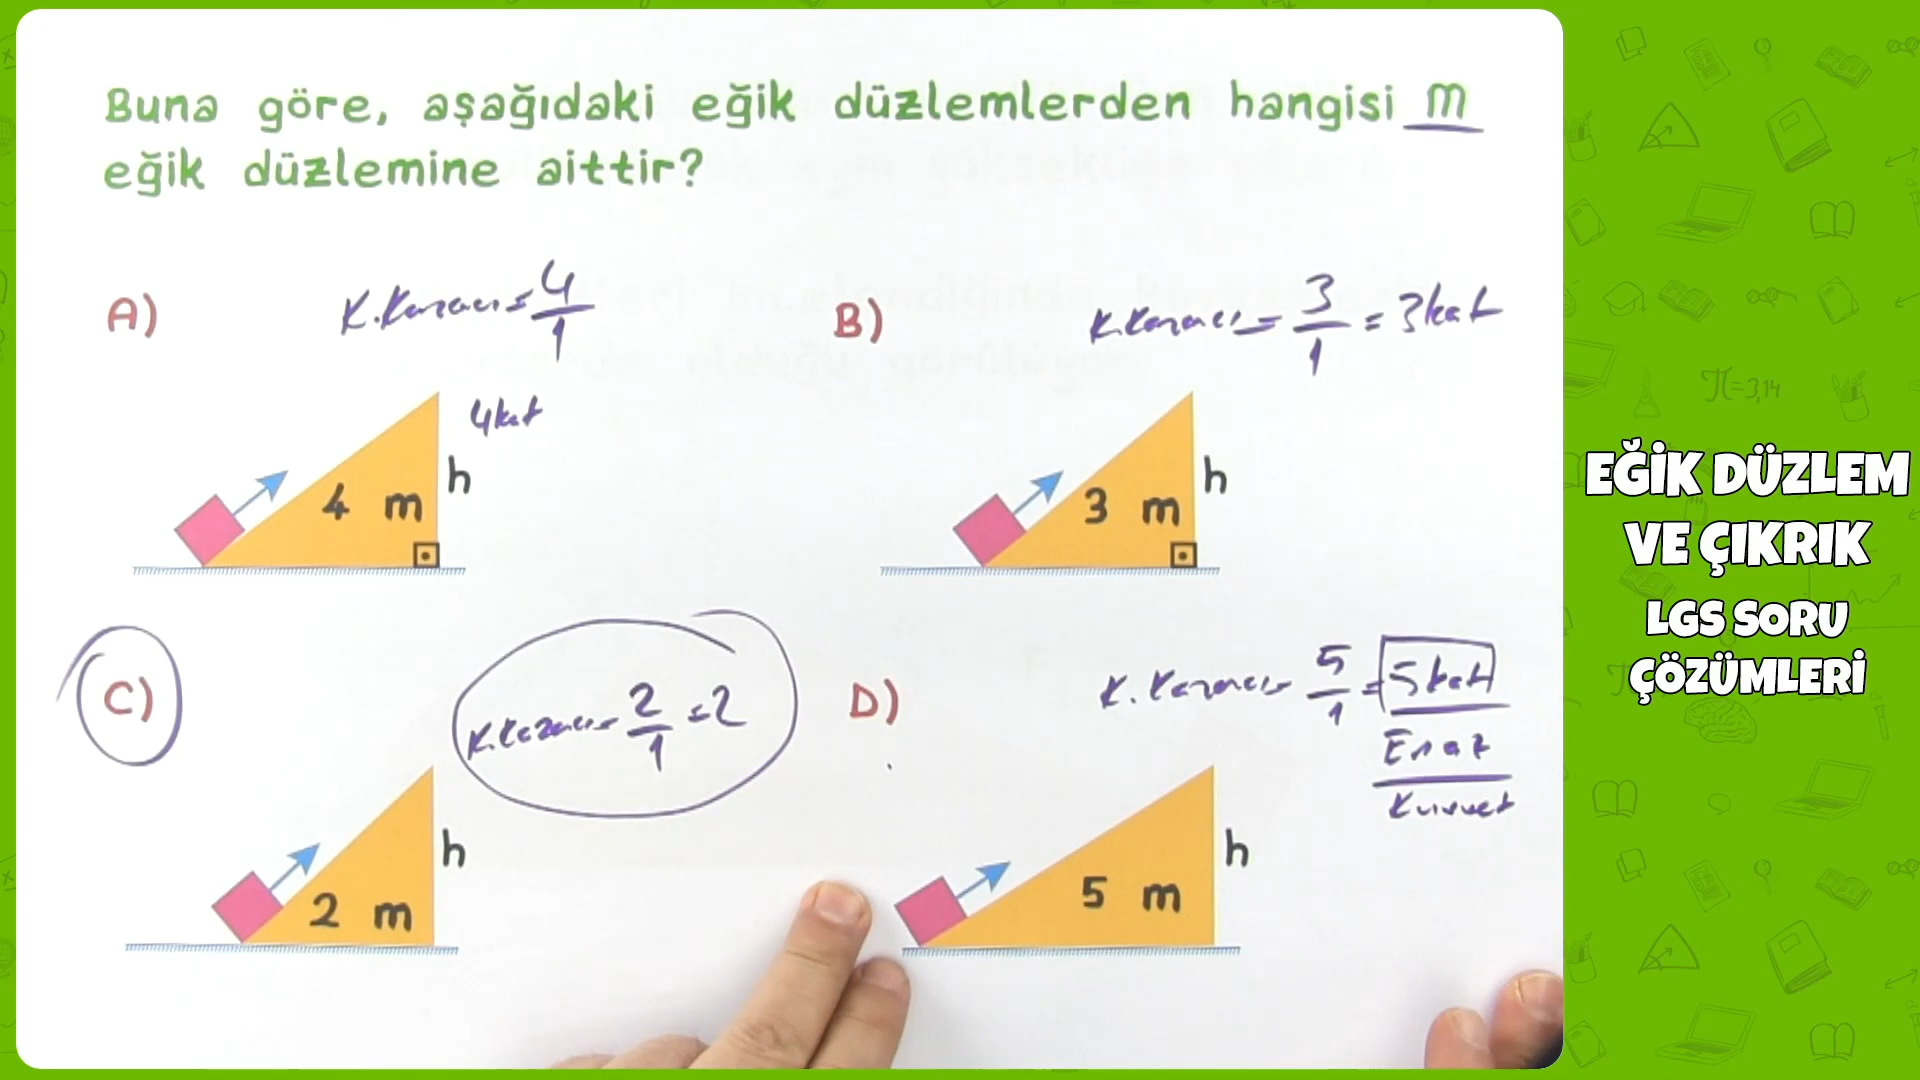 Buna göre, aşağıdaki eğik düzlemlerden hangisi M
eğik düzlemine aittir?
A)
K.Kazancı = 4/1
4kat
h
4 m
B)
K.Kazancı = 3/1 = 3kat
h
3 m
C)
K.Kazancı = 2/1 = 2
h
2 m
D)
K.Kazancı = 5/1 = 5kat
En az
Kuvvet
h
5 m
EĞİK DÜZLEM
VE ÇIKRIK
LGS SORU
ÇÖZÜMLERİ
π=3,14